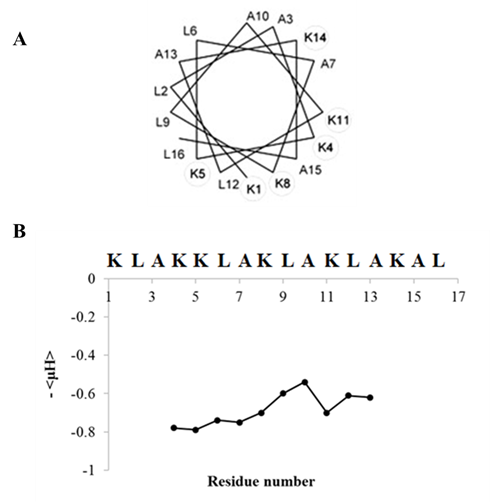 A
A10 A3
L6 K14
A13 A7
L2
L9 K11
K4
L16
A15
K5 L12 K1 K8
B
K L A K K L A K L A K L A K A L
0
1 3 5 7 9 11 13 15 17
-0.2
-0.4
-0.6
-0.8
-1
- <µH>
Residue number